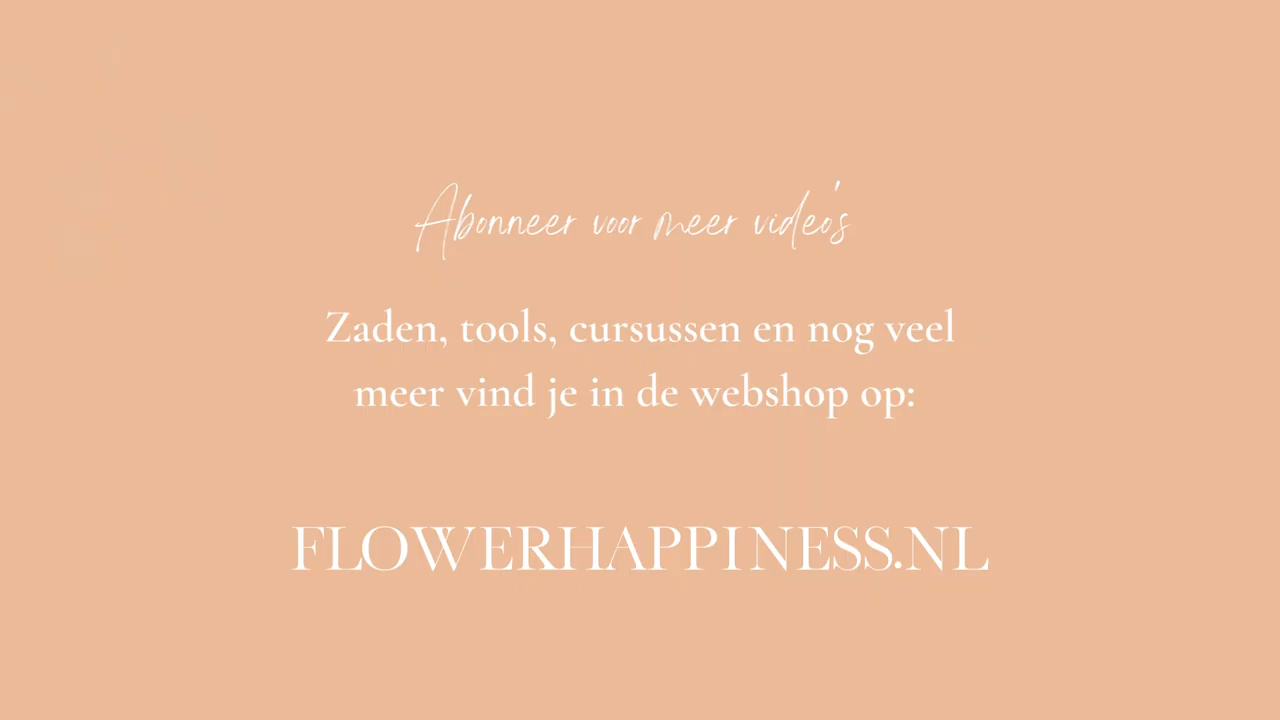 Abonneer voor meer video's
Zaden, tools, cursussen en nog veel
meer vind je in de webshop op:
FLOWERHAPPINESS.NL